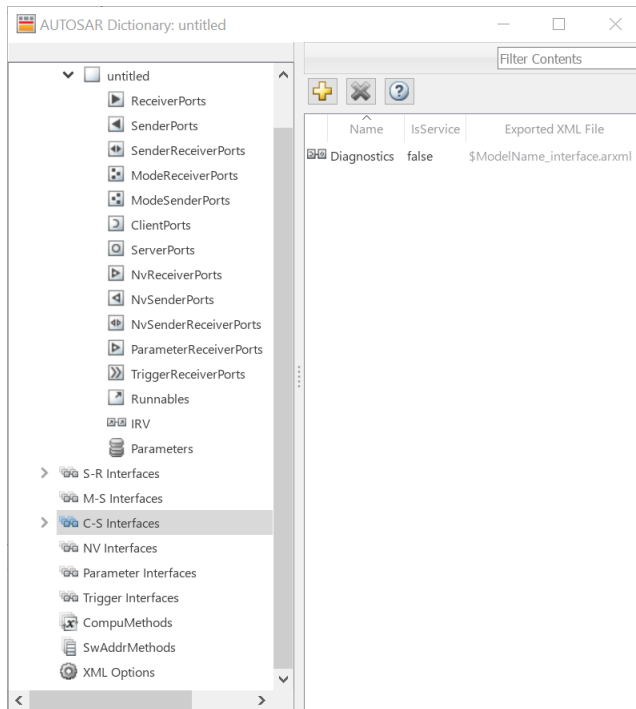 AUTOSAR Dictionary: untitled
untitled
ReceiverPorts
SenderPorts
SenderReceiverPorts
ModeReceiverPorts
ModeSenderPorts
ClientPorts
ServerPorts
NvReceiverPorts
NvSenderPorts
NvSenderReceiverPorts
ParameterReceiverPorts
TriggerReceiverPorts
Runnables
IRV
Parameters
S-R Interfaces
M-S Interfaces
C-S Interfaces
NV Interfaces
Parameter Interfaces
Trigger Interfaces
CompuMethods
SwAddrMethods
XML Options
Filter Contents
Name IsService Exported XML File
Diagnostics false $ModelName_interface.arxml